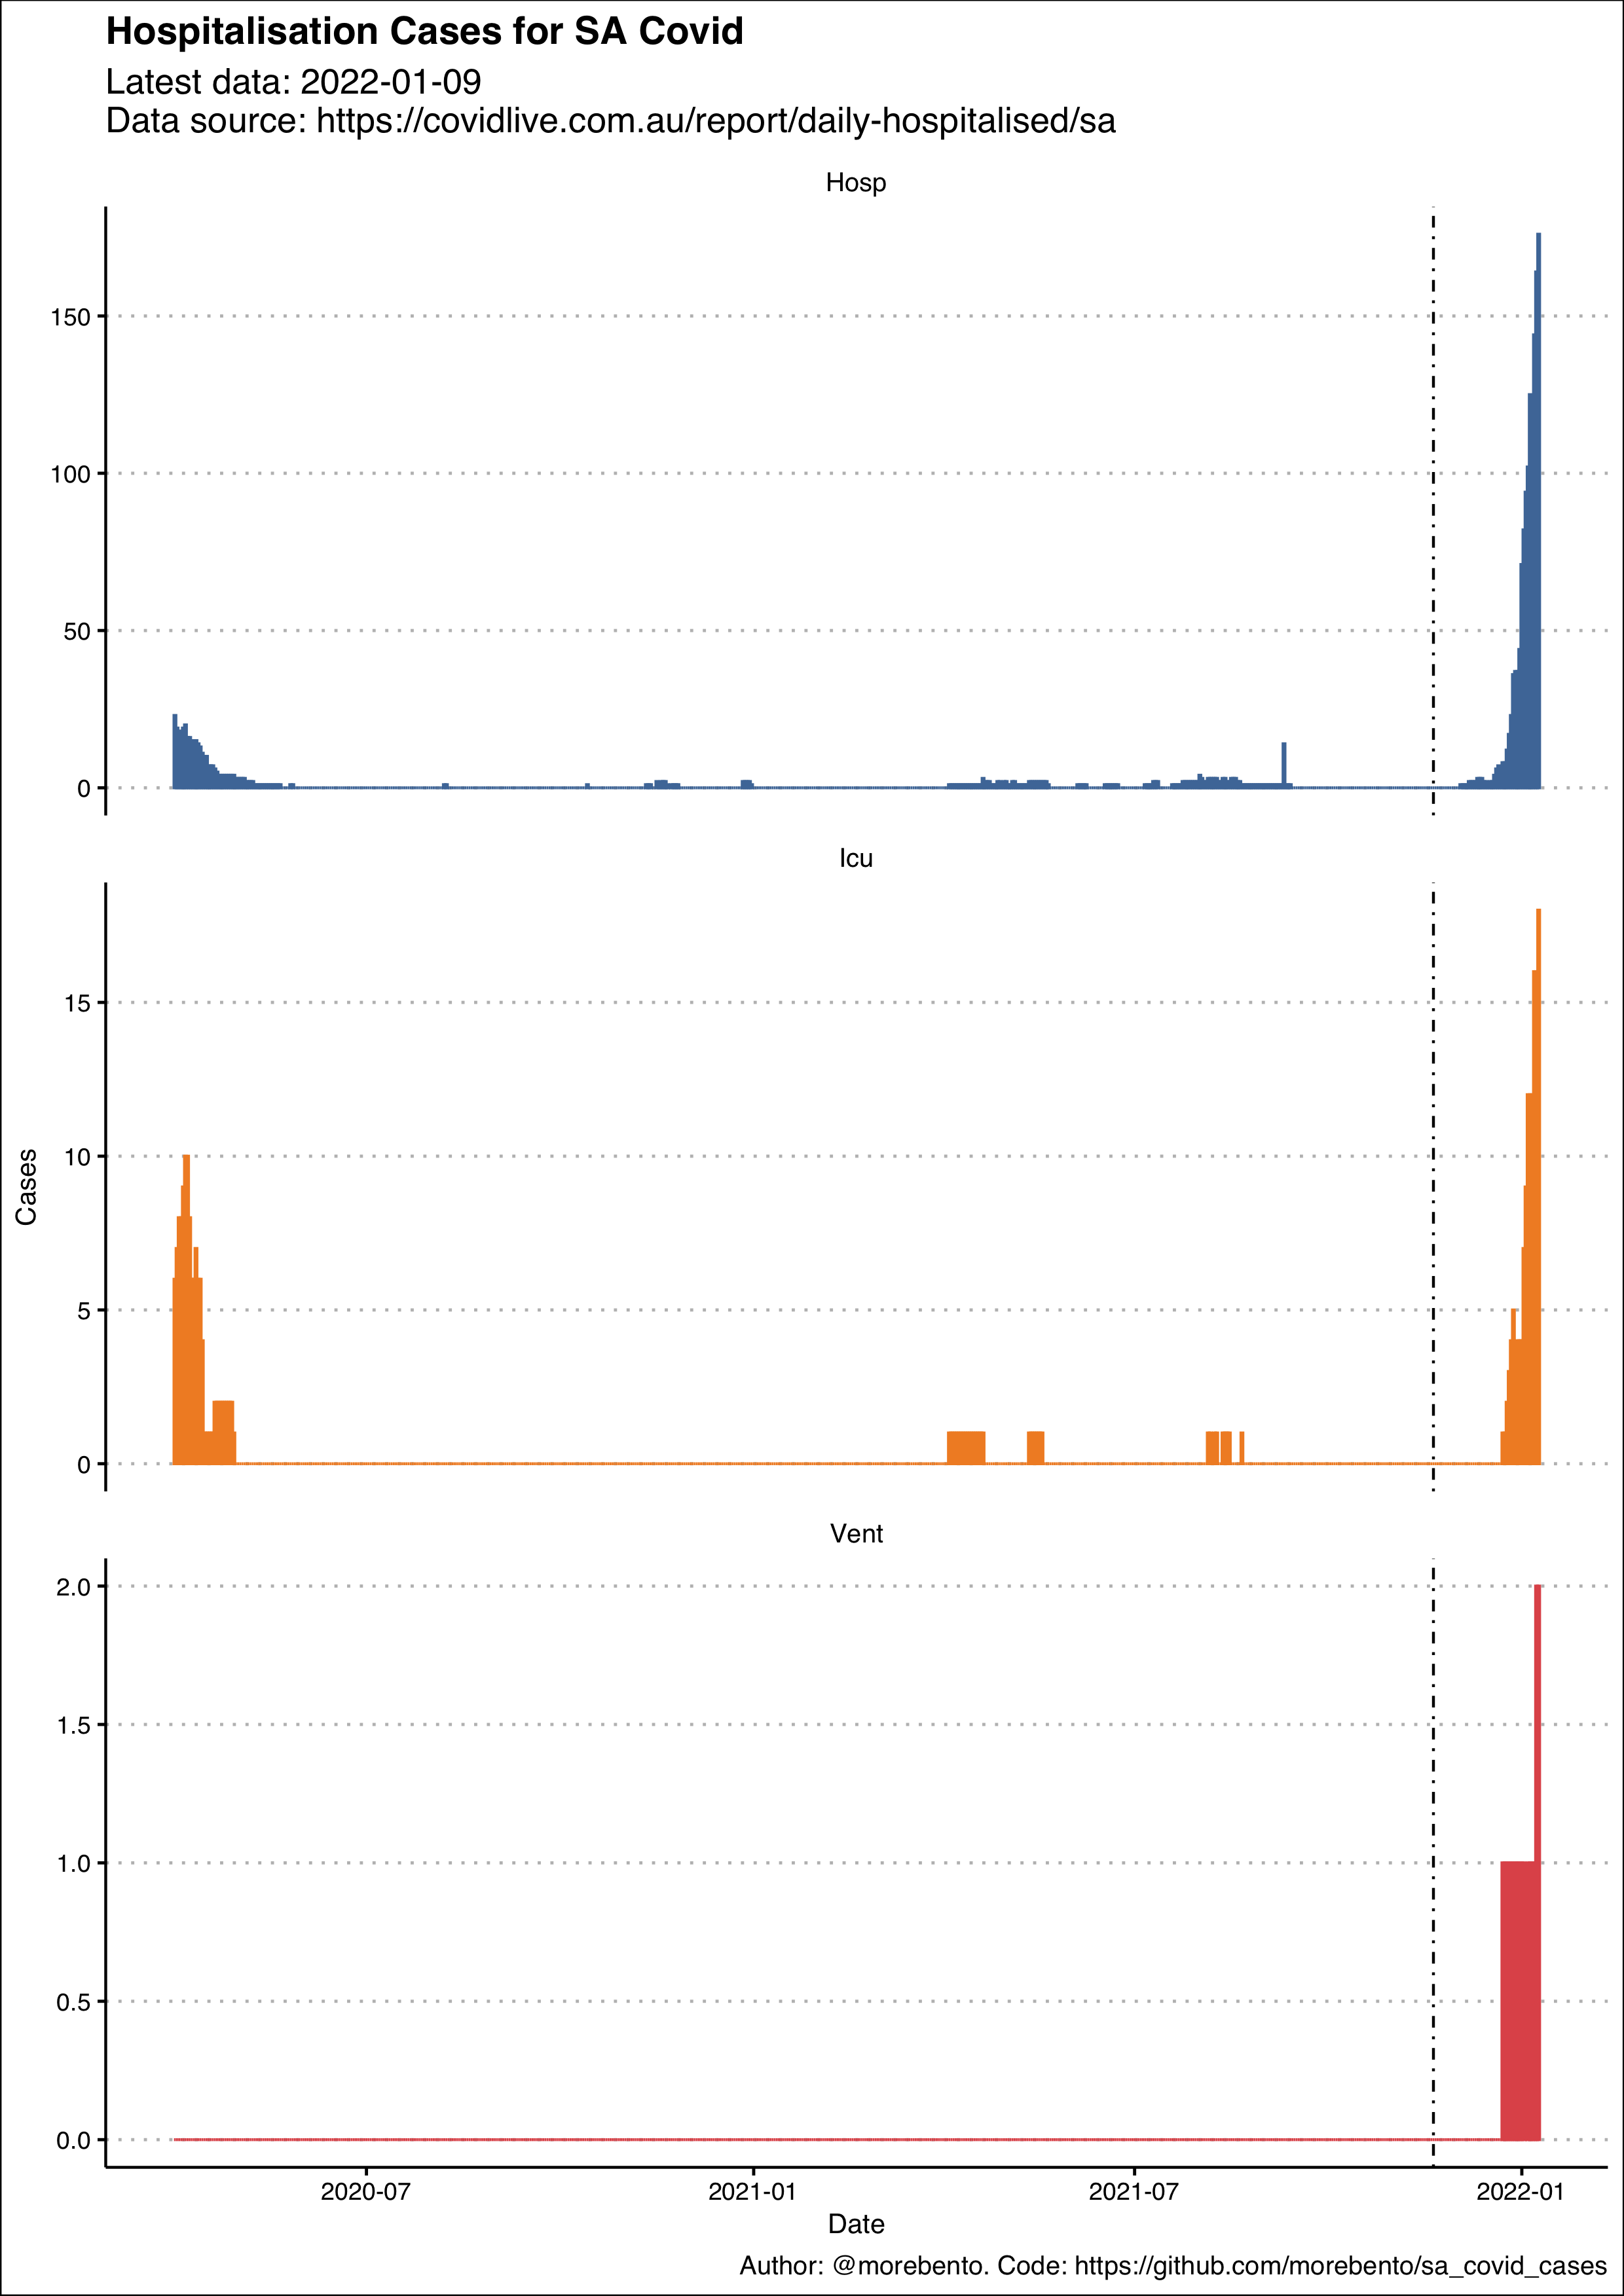 Hospitalisation Cases for SA Covid
Latest data: 2022-01-09
Data source: https://covidlive.com.au/report/daily-hospitalised/sa
Hosp
150
100
50
0
Icu
15
10
5
0
Cases
Vent
2.0
1.5
1.0
0.5
0.0
2020-07 2021-01 2021-07 2022-01
Date
Author: @morebento. Code: https://github.com/morebento/sa_covid_cases